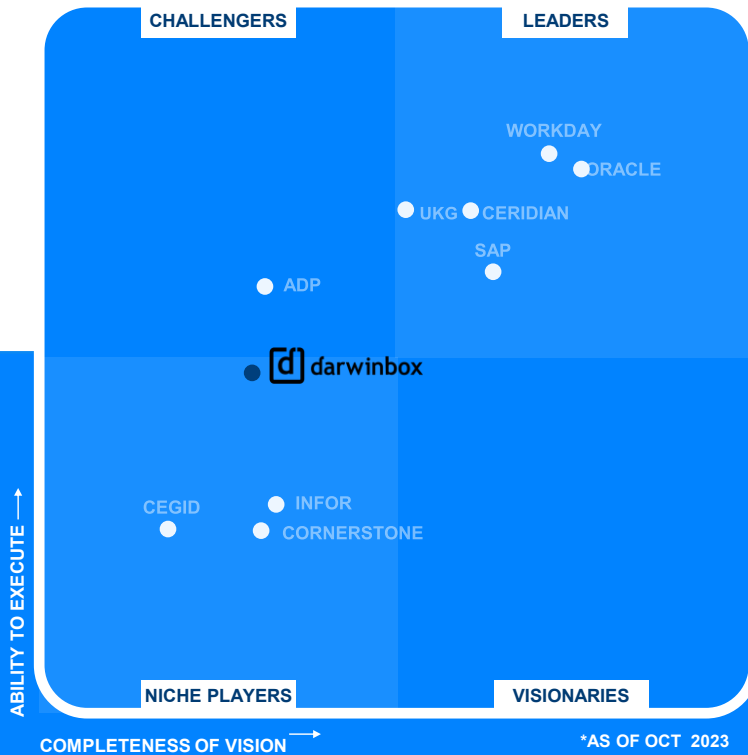 CHALLENGERS
LEADERS
WORKDAY
ORACLE
UKG
CERIDIAN
SAP
ADP
d darwinbox
CEGID
INFOR
CORNERSTONE
ABILITY TO EXECUTE
NICHE PLAYERS
VISIONARIES
COMPLETENESS OF VISION
*AS OF OCT 2023